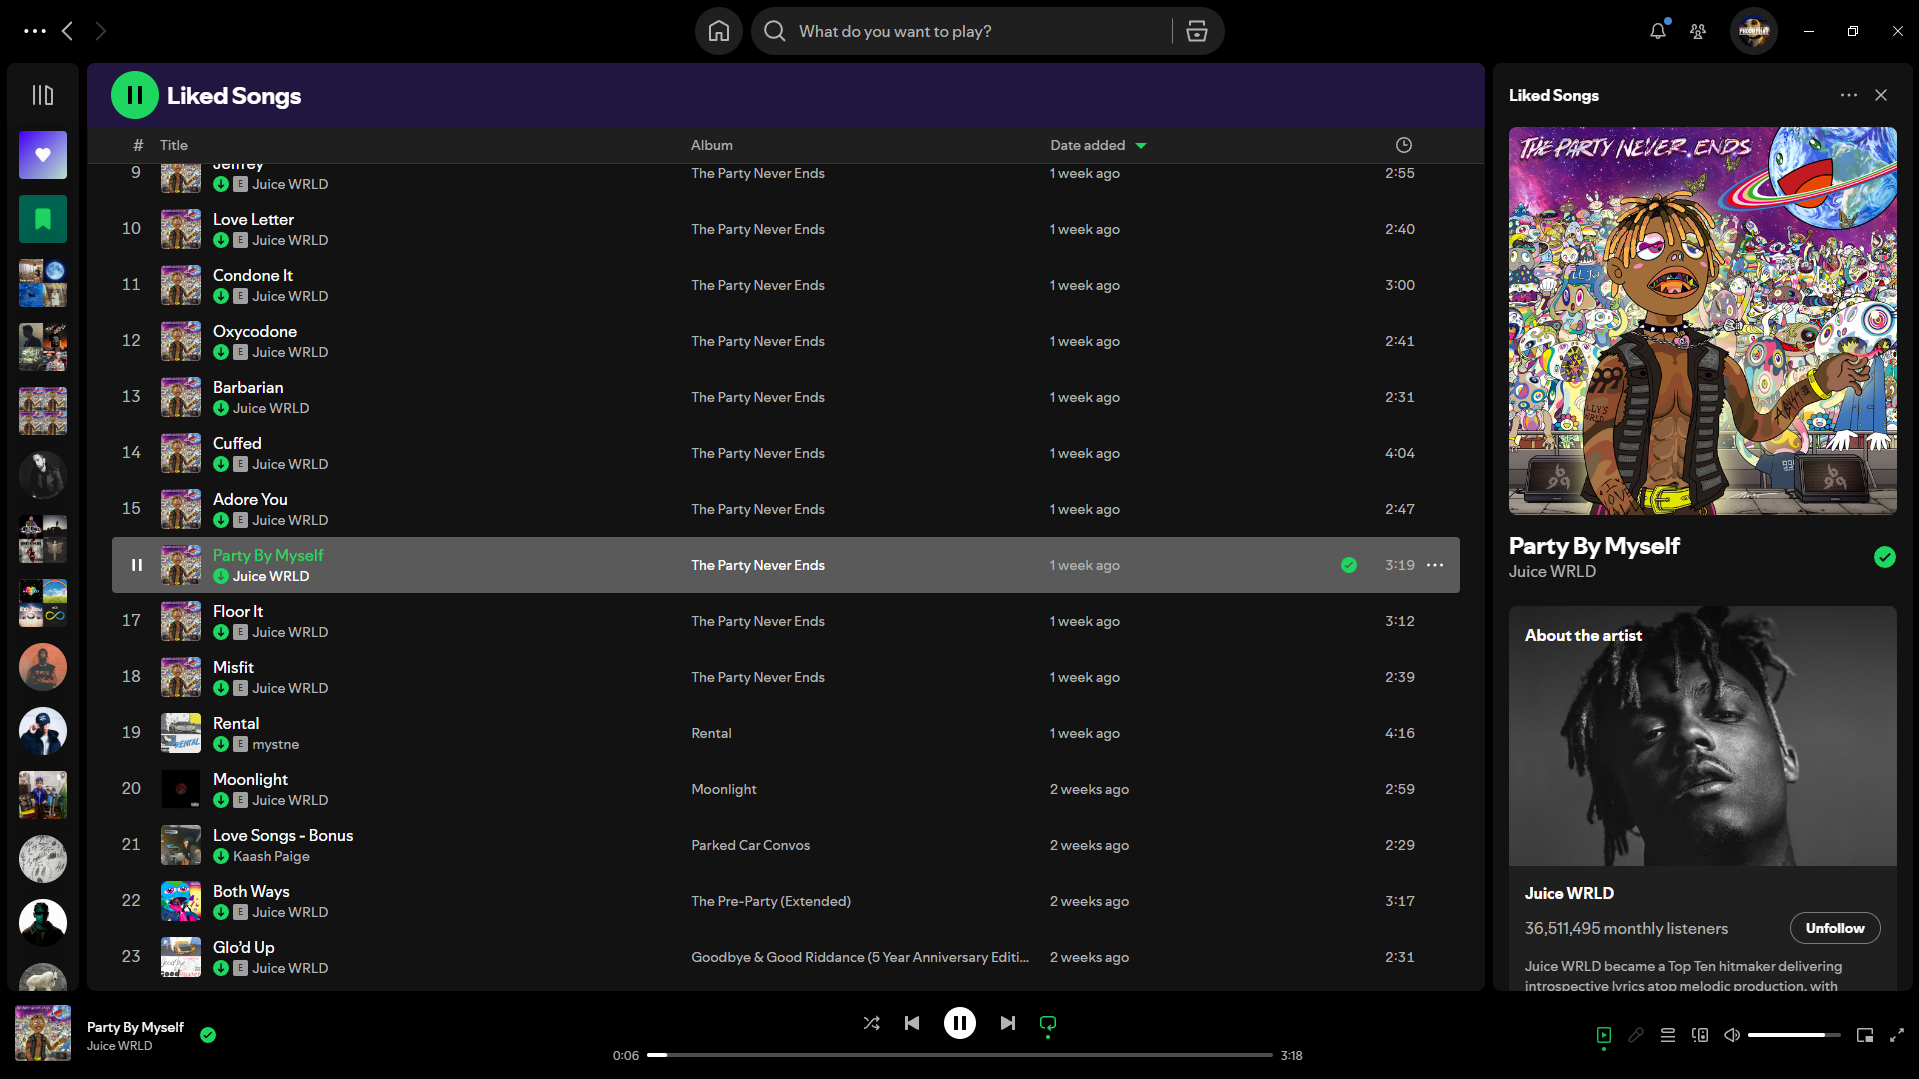 What do you want to play?
Liked Songs
# Title Album Date added
9 Jeffrey The Party Never Ends 1 week ago 2:55
E Juice WRLD
10 Love Letter The Party Never Ends 1 week ago 2:40
E Juice WRLD
11 Condone It The Party Never Ends 1 week ago 3:00
E Juice WRLD
12 Oxycodone The Party Never Ends 1 week ago 2:41
E Juice WRLD
13 Barbarian The Party Never Ends 1 week ago 2:31
Juice WRLD
14 Cuffed The Party Never Ends 1 week ago 4:04
E Juice WRLD
15 Adore You The Party Never Ends 1 week ago 2:47
E Juice WRLD
Party By Myself The Party Never Ends 1 week ago 3:19
Juice WRLD
17 Floor It The Party Never Ends 1 week ago 3:12
E Juice WRLD
18 Misfit The Party Never Ends 1 week ago 2:39
E Juice WRLD
19 Rental Rental 1 week ago 4:16
E mystne
20 Moonlight Moonlight 2 weeks ago 2:59
E Juice WRLD
21 Love Songs - Bonus Parked Car Convos 2 weeks ago 2:29
Kaash Paige
22 Both Ways The Pre-Party (Extended) 2 weeks ago 3:17
E Juice WRLD
23 Glo'd Up Goodbye & Good Riddance (5 Year Anniversary Editi... 2 weeks ago 2:31
E Juice WRLD
Liked Songs
THE PARTY NEVER ENDS
999
Party By Myself
Juice WRLD
About the artist
Juice WRLD
36,511,495 monthly listeners
Unfollow
Juice WRLD became a Top Ten hitmaker delivering
introspective lyrics atop melodic production, with
Party By Myself
Juice WRLD
0:06
3:18